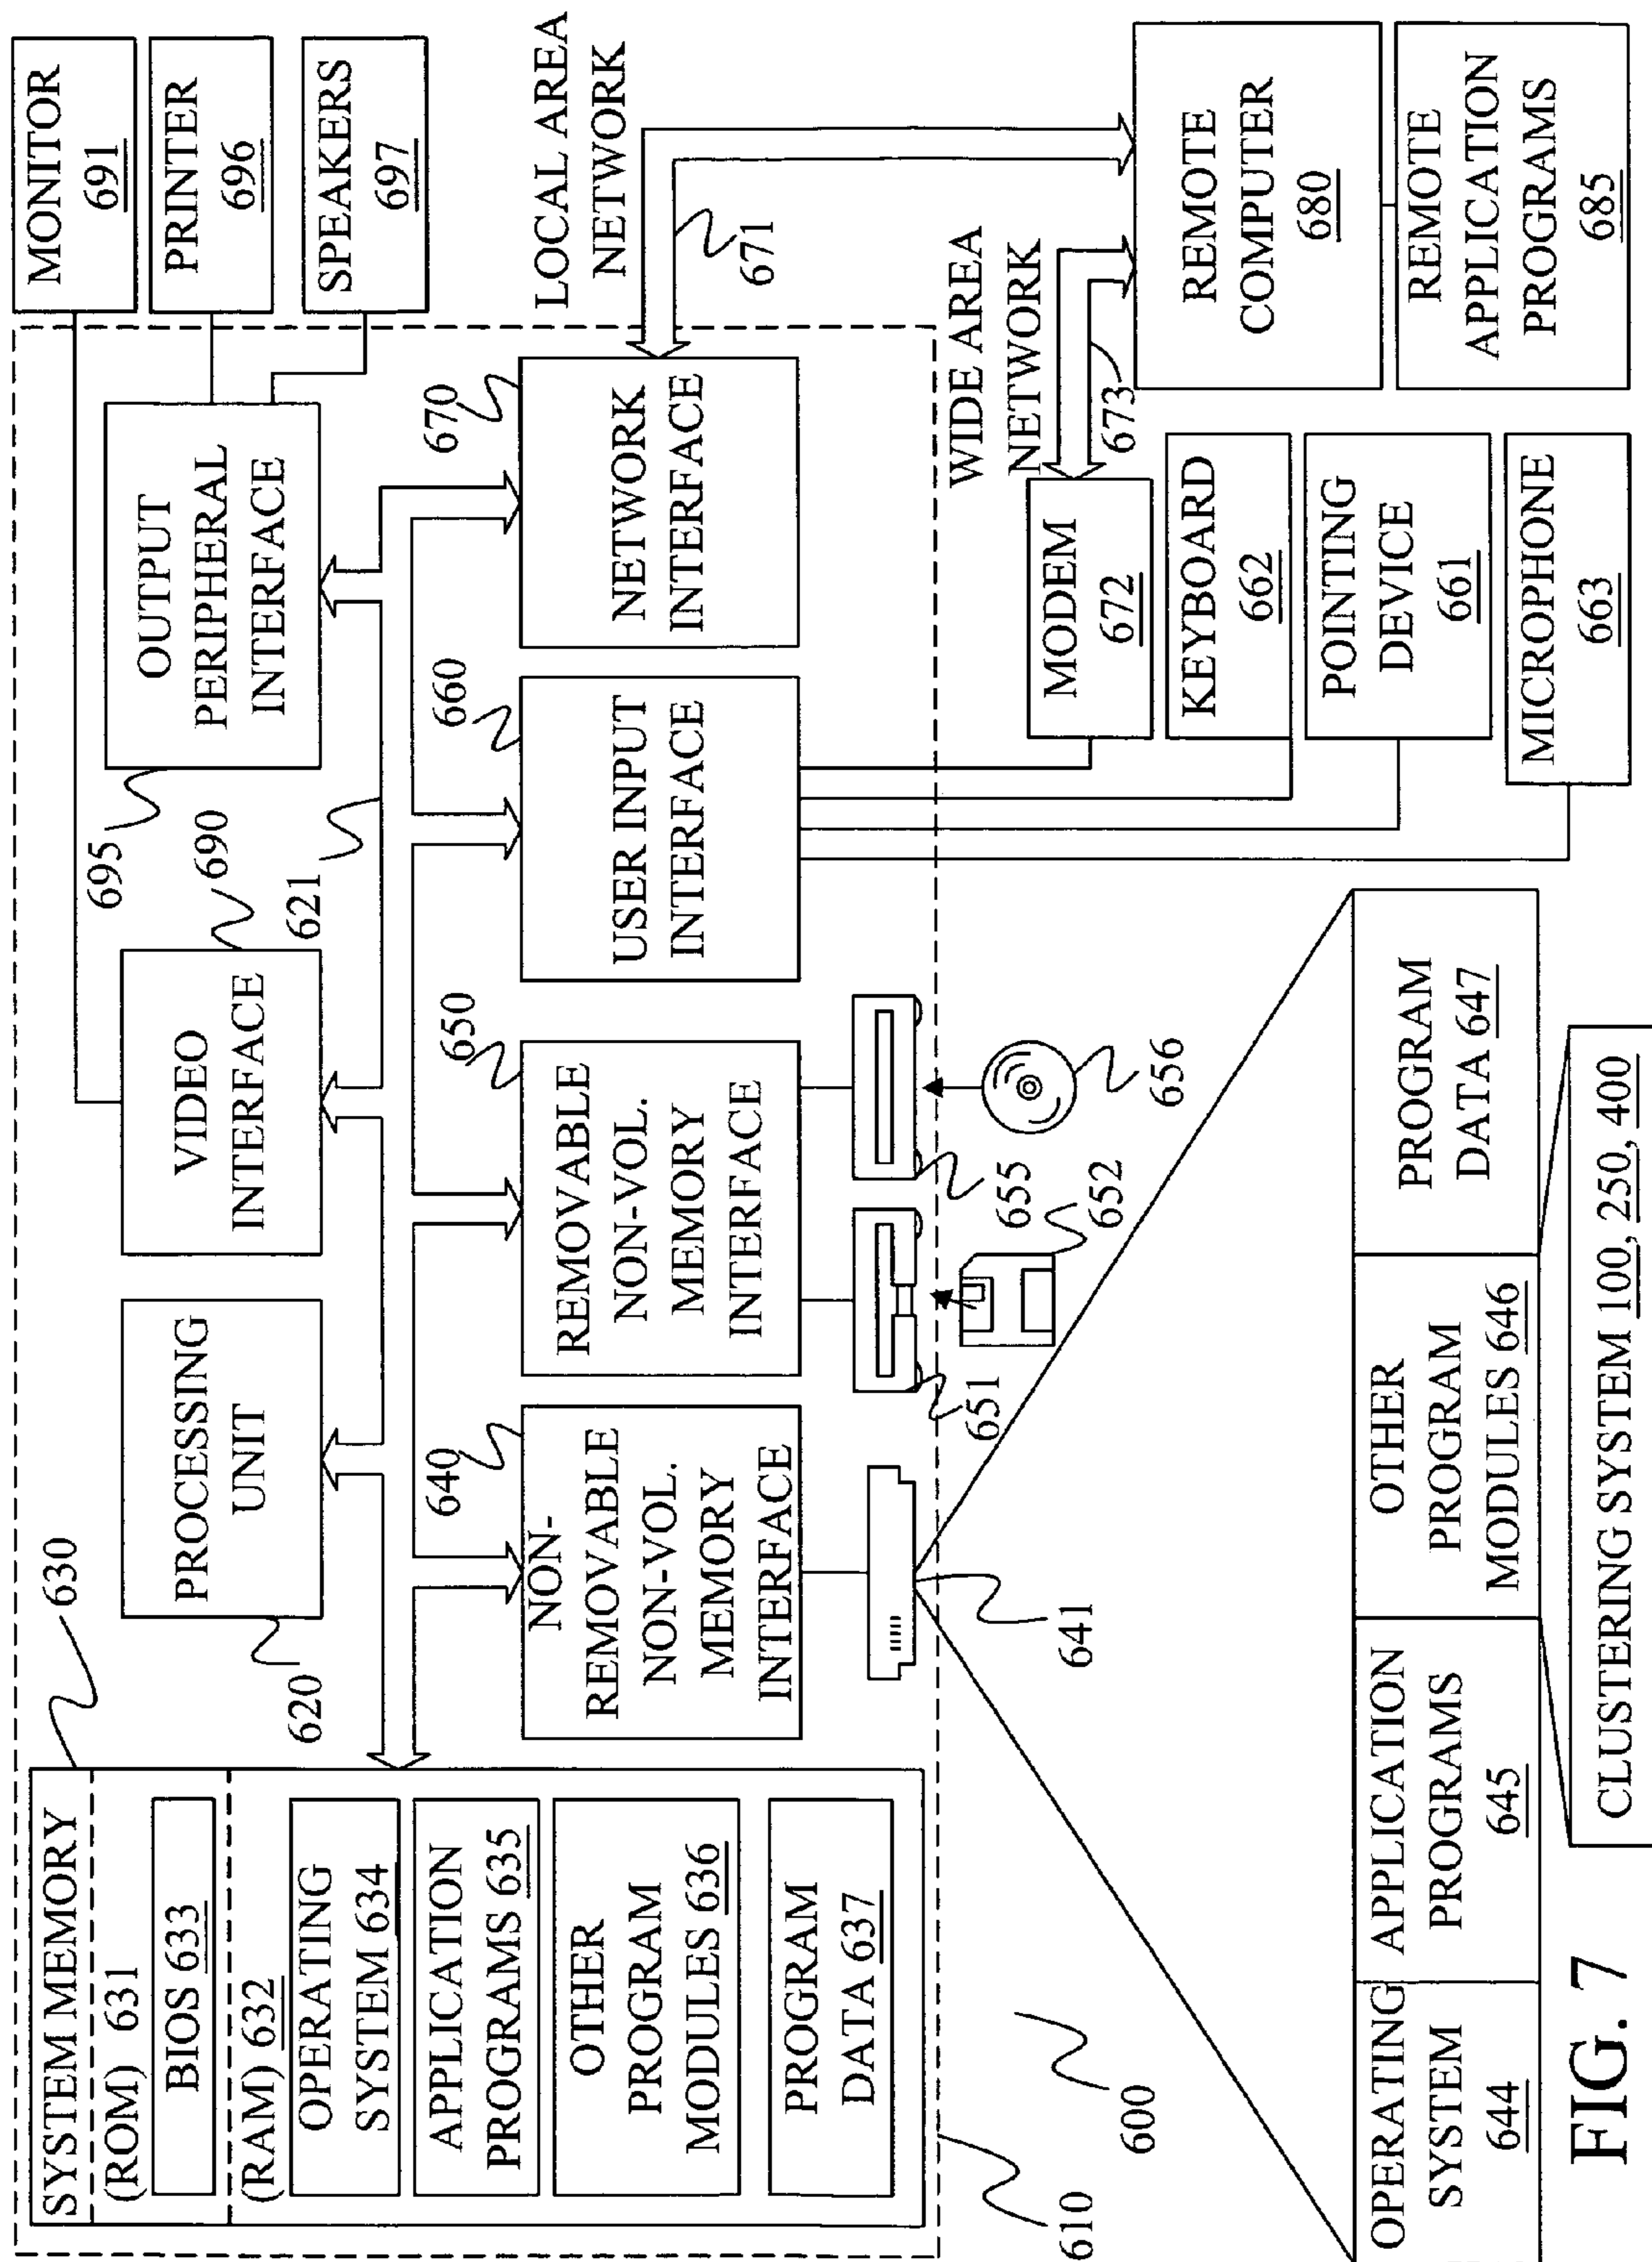 SYSTEM MEMORY
(ROM) 631
BIOS 633
(RAM) 632
OPERATING
SYSTEM 634
APPLICATION
PROGRAMS 635
OTHER
PROGRAM
MODULES 636
PROGRAM
DATA 637
630
620
PROCESSING
UNIT
VIDEO
INTERFACE
690
621
695
OUTPUT
PERIPHERAL
INTERFACE
MONITOR
691
PRINTER
696
SPEAKERS
697
640
NON-
REMOVABLE
NON-VOL.
MEMORY
INTERFACE
650
REMOVABLE
NON-VOL.
MEMORY
INTERFACE
660
USER INPUT
INTERFACE
670
NETWORK
INTERFACE
LOCAL AREA
NETWORK
671
641
651
652
655
656
WIDE AREA
NETWORK
673
MODEM
672
KEYBOARD
662
POINTING
DEVICE
661
MICROPHONE
663
REMOTE
COMPUTER
680
REMOTE
APPLICATION
PROGRAMS
685
610
600
OPERATING
SYSTEM
644
APPLICATION
PROGRAMS
645
OTHER
PROGRAM
MODULES 646
PROGRAM
DATA 647
CLUSTERING SYSTEM 100, 250, 400
FIG. 7